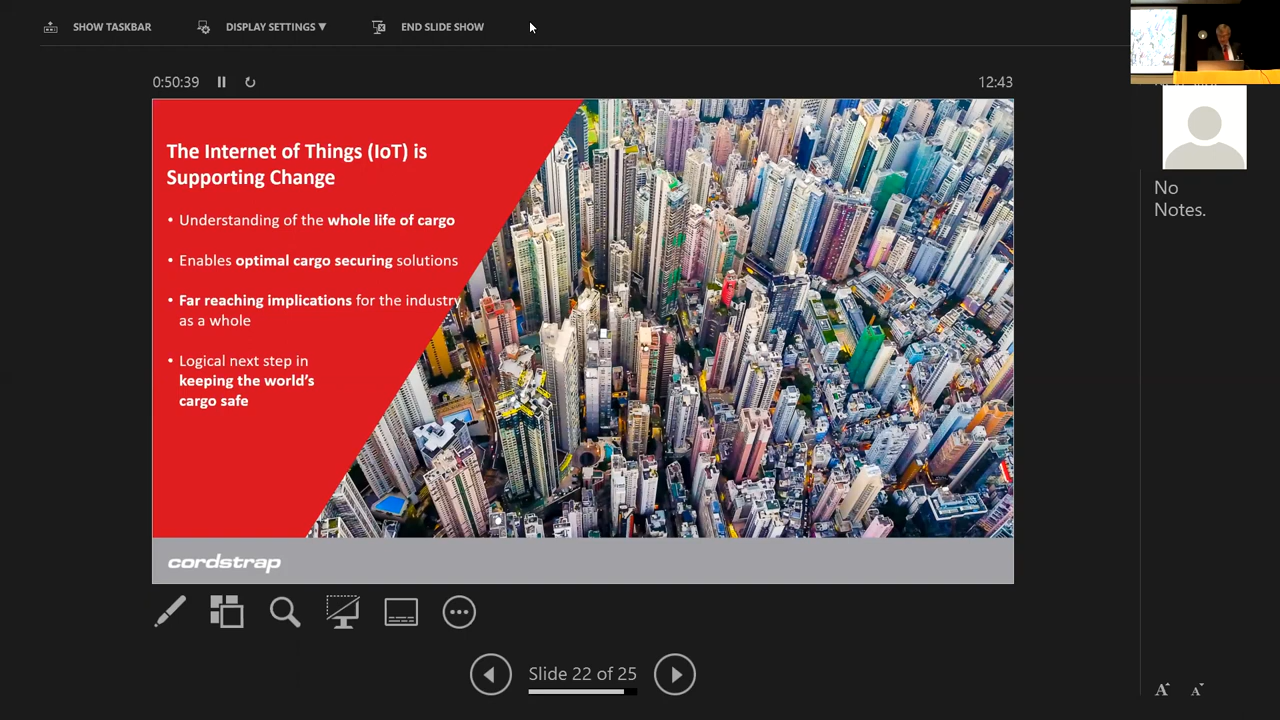 SHOW TASKBAR
DISPLAY SETTINGS ▼
END SLIDE SHOW
0:50:39
12:43
The Internet of Things (IoT) is
Supporting Change
• Understanding of the whole life of cargo
• Enables optimal cargo securing solutions
• Far reaching implications for the industry
as a whole
• Logical next step in
keeping the world's
cargo safe
cordstrap
No
Notes.
Slide 22 of 25
A A